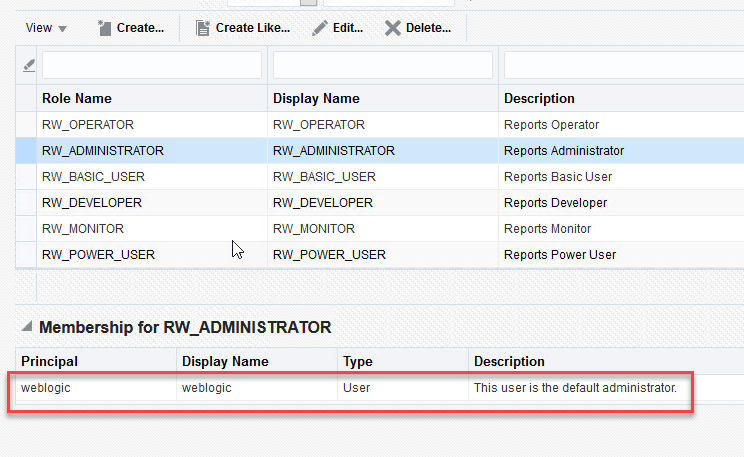 View Create... Create Like... Edit... Delete...
Role Name Display Name Description
RW_OPERATOR RW_OPERATOR Reports Operator
RW_ADMINISTRATOR RW_ADMINISTRATOR Reports Administrator
RW_BASIC_USER RW_BASIC_USER Reports Basic User
RW_DEVELOPER RW_DEVELOPER Reports Developer
RW_MONITOR RW_MONITOR Reports Monitor
RW_POWER_USER RW_POWER_USER Reports Power User
Membership for RW_ADMINISTRATOR
Principal Display Name Type Description
weblogic weblogic User This user is the default administrator.